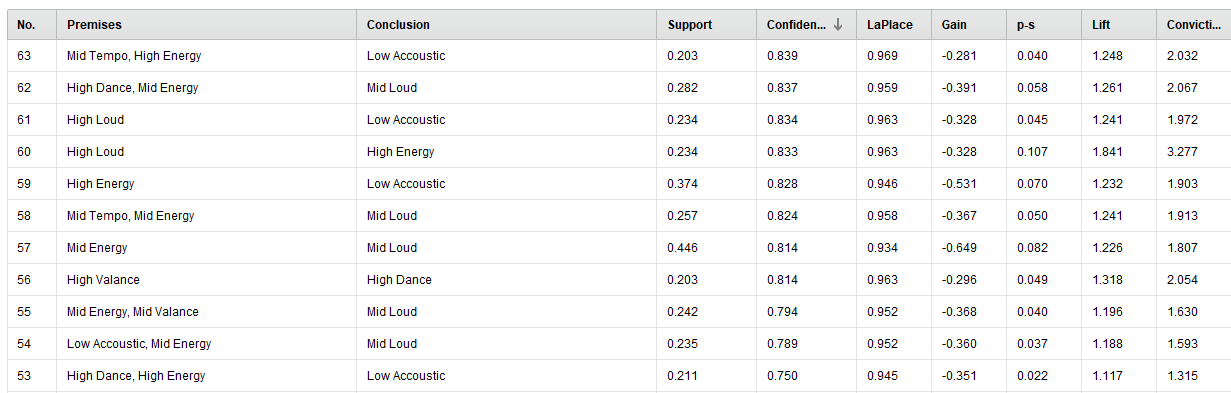 No. Premises Conclusion Support Confiden... LaPlace Gain p-s Lift Convicti...
63 Mid Tempo, High Energy Low Accoustic 0.203 0.839 0.969 -0.281 0.040 1.248 2.032
62 High Dance, Mid Energy Mid Loud 0.282 0.837 0.959 -0.391 0.058 1.261 2.067
61 High Loud Low Accoustic 0.234 0.834 0.963 -0.328 0.045 1.241 1.972
60 High Loud High Energy 0.234 0.833 0.963 -0.328 0.107 1.841 3.277
59 High Energy Low Accoustic 0.374 0.828 0.946 -0.531 0.070 1.232 1.903
58 Mid Tempo, Mid Energy Mid Loud 0.257 0.824 0.958 -0.367 0.050 1.241 1.913
57 Mid Energy Mid Loud 0.446 0.814 0.934 -0.649 0.082 1.226 1.807
56 High Valance High Dance 0.203 0.814 0.963 -0.296 0.049 1.318 2.054
55 Mid Energy, Mid Valance Mid Loud 0.242 0.794 0.952 -0.368 0.040 1.196 1.630
54 Low Accoustic, Mid Energy Mid Loud 0.235 0.789 0.952 -0.360 0.037 1.188 1.593
53 High Dance, High Energy Low Accoustic 0.211 0.750 0.945 -0.351 0.022 1.117 1.315